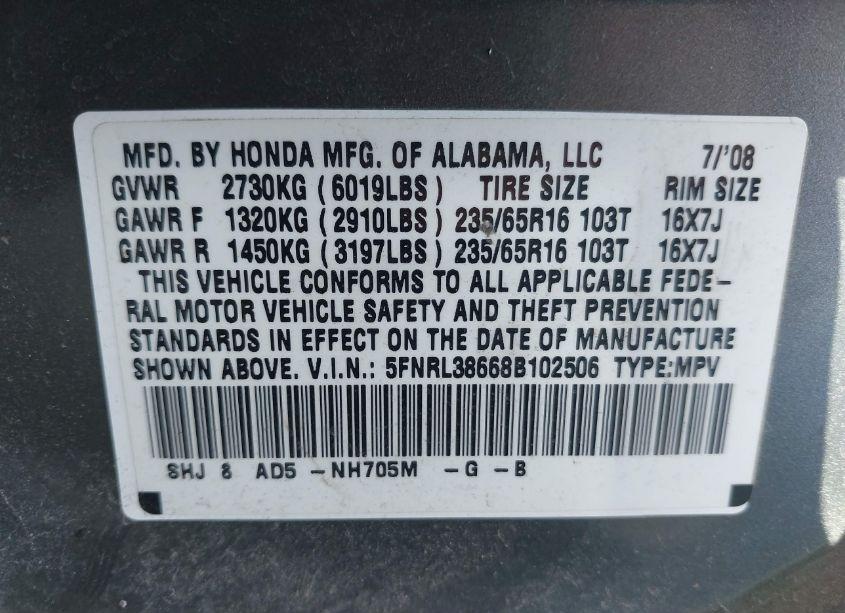 MFD. BY HONDA MFG. OF ALABAMA, LLC 7/'08
GVWR 2730KG (6019LBS) TIRE SIZE RIM SIZE
GAWR F 1320KG (2910LBS) 235/65R16 103T 16X7J
GAWR R 1450KG (3197LBS) 235/65R16 103T 16X7J
THIS VEHICLE CONFORMS TO ALL APPLICABLE FEDE-
RAL MOTOR VEHICLE SAFETY AND THEFT PREVENTION
STANDARDS IN EFFECT ON THE DATE OF MANUFACTURE
SHOWN ABOVE. V.I.N.: 5FNRL38668B102506 TYPE:MPV
SHJ 8 AD5 -NH705M -G -B